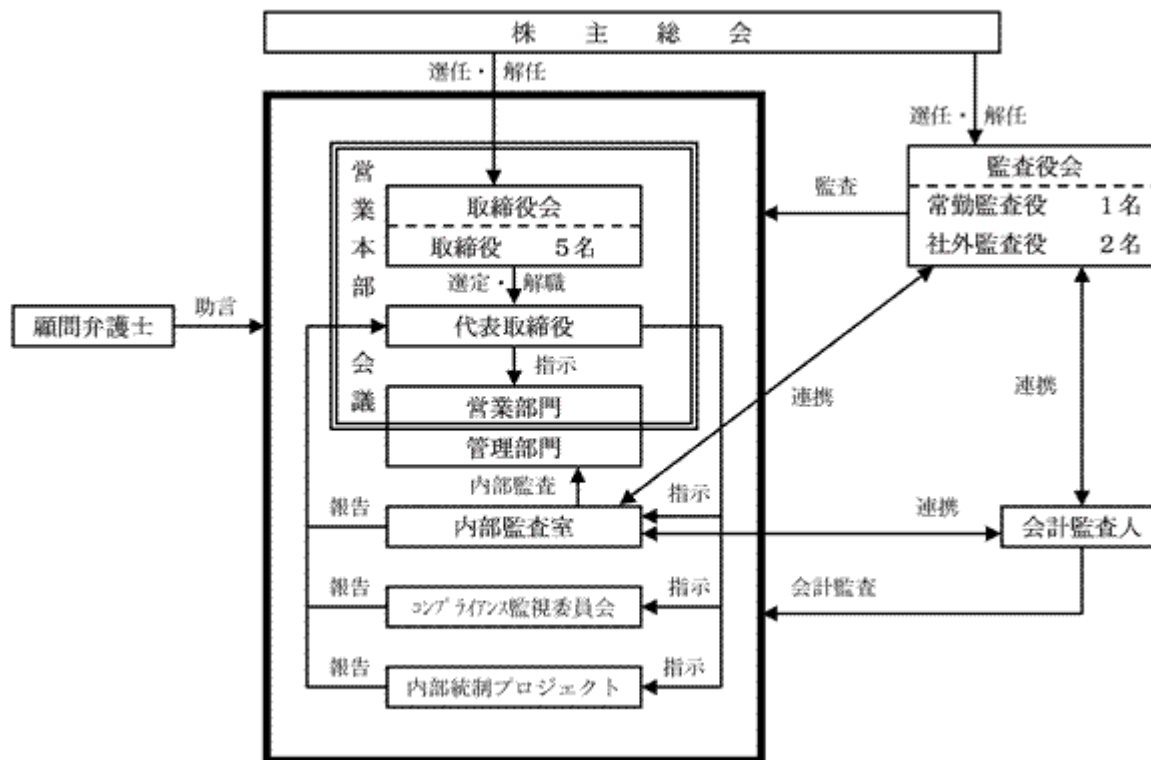 株主総会
選任・解任
選任・解任
営業本部会議
取締役会
取締役 5名
選定・解職
代表取締役
指示
営業部門
管理部門
内部監査
内部監査室
報告
指示
コンプライアンス監視委員会
報告
指示
内部統制プロジェクト
報告
指示
顧問弁護士
助言
監査
監査役会
常勤監査役 1名
社外監査役 2名
連携
連携
連携
会計監査人
会計監査